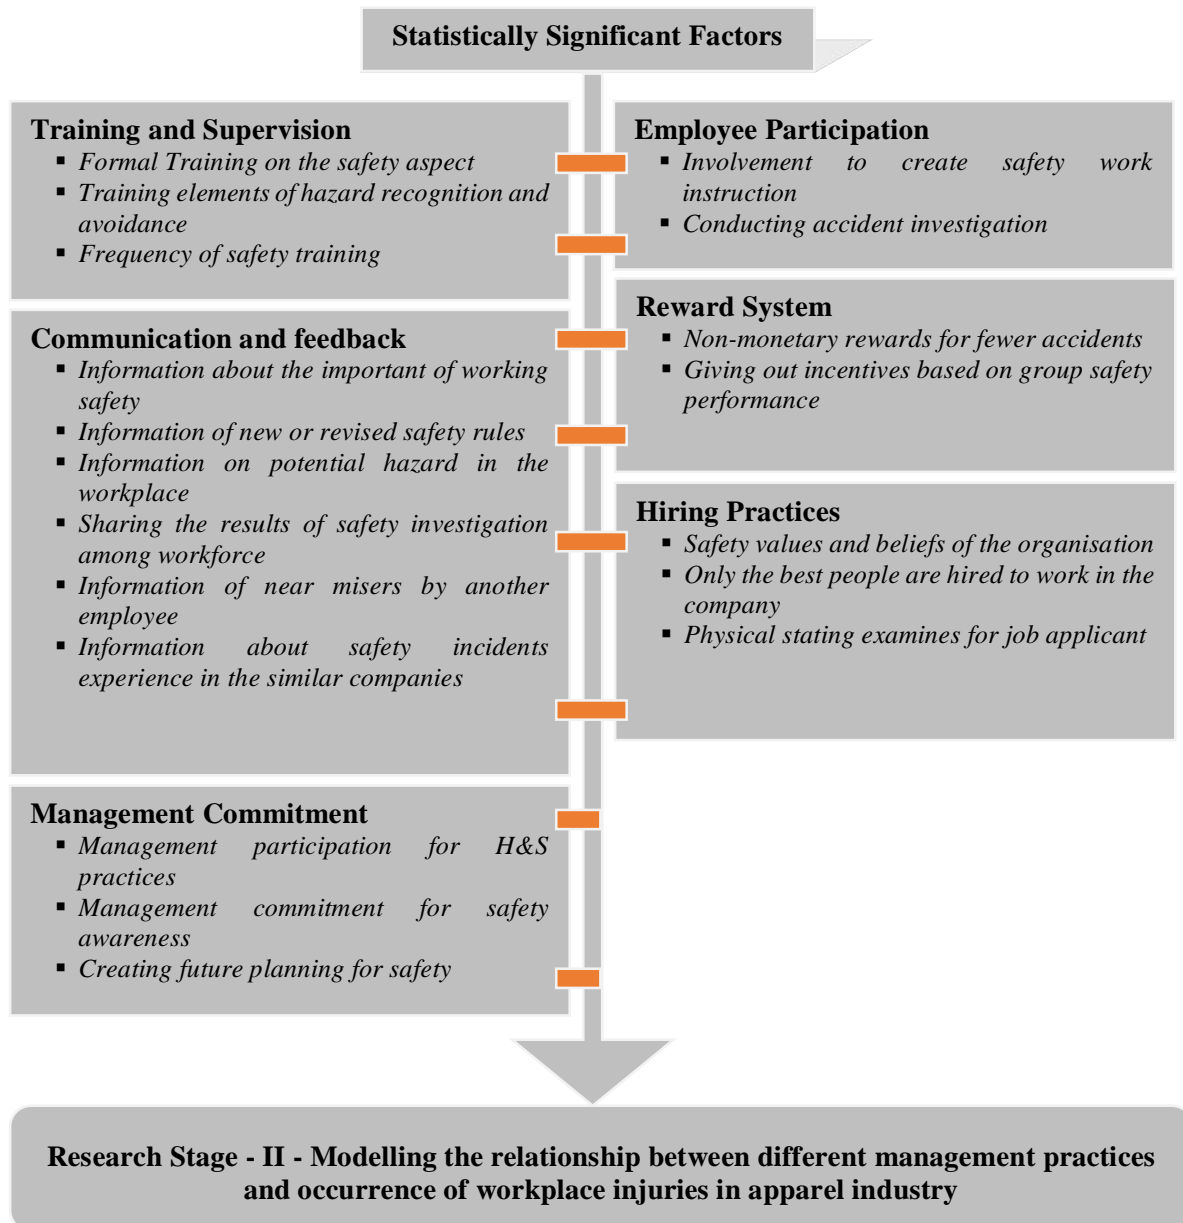 Statistically Significant Factors
Training and Supervision
▪ Formal Training on the safety aspect
▪ Training elements of hazard recognition and
avoidance
▪ Frequency of safety training
Communication and feedback
▪ Information about the important of working
safety
▪ Information of new or revised safety rules
▪ Information on potential hazard in the
workplace
▪ Sharing the results of safety investigation
among workforce
▪ Information of near misers by another
employee
▪ Information about safety incidents
experience in the similar companies
Management Commitment
▪ Management participation for H&S
practices
▪ Management commitment for safety
awareness
▪ Creating future planning for safety
Employee Participation
▪ Involvement to create safety work
instruction
▪ Conducting accident investigation
Reward System
▪ Non-monetary rewards for fewer accidents
▪ Giving out incentives based on group safety
performance
Hiring Practices
▪ Safety values and beliefs of the organisation
▪ Only the best people are hired to work in the
company
▪ Physical stating examines for job applicant
Research Stage - II - Modelling the relationship between different management practices
and occurrence of workplace injuries in apparel industry